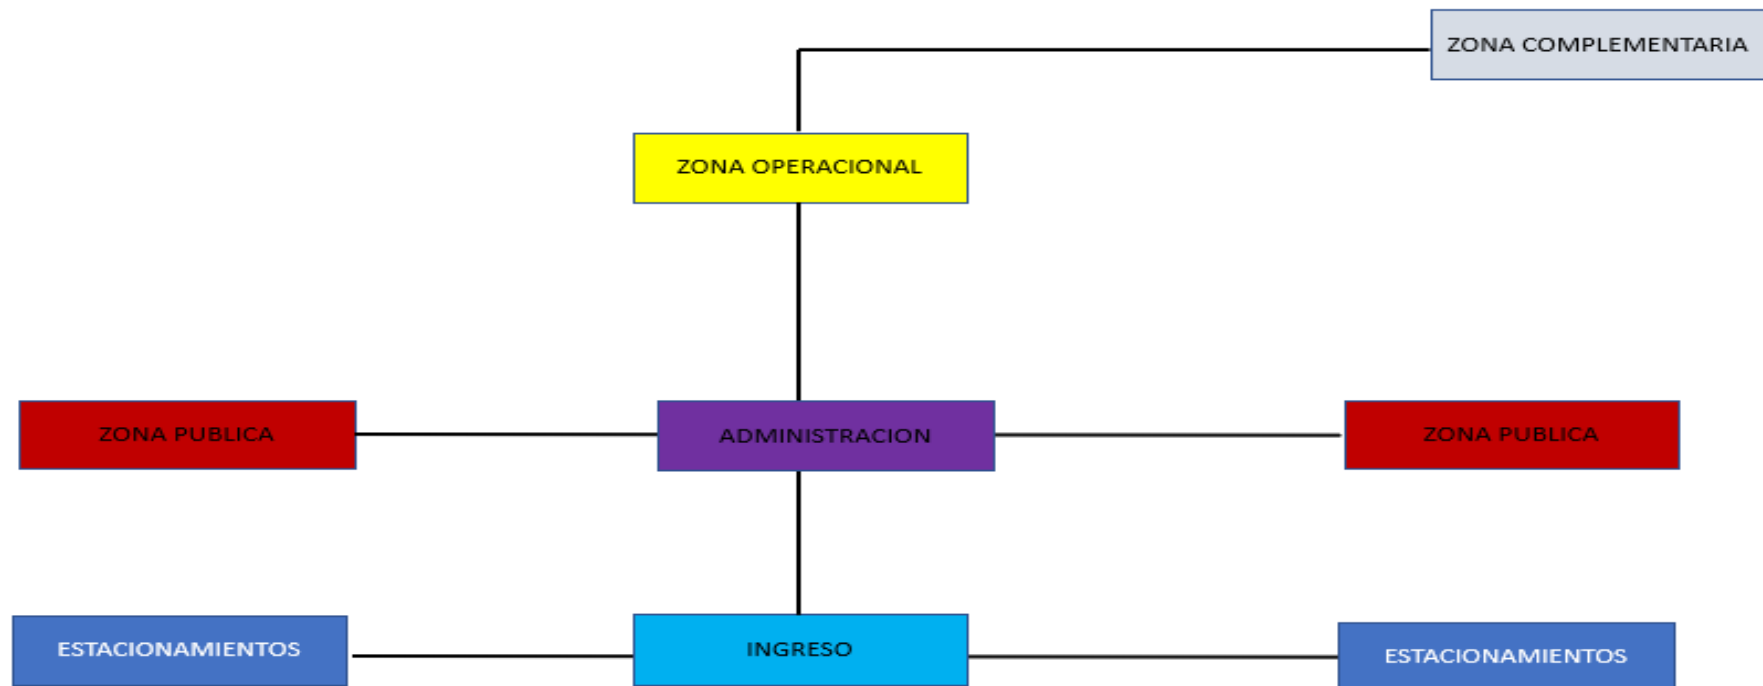 ZONA COMPLEMENTARIA
ZONA OPERACIONAL
ZONA PUBLICA
ADMINISTRACION
ZONA PUBLICA
ESTACIONAMIENTOS
INGRESO
ESTACIONAMIENTOS